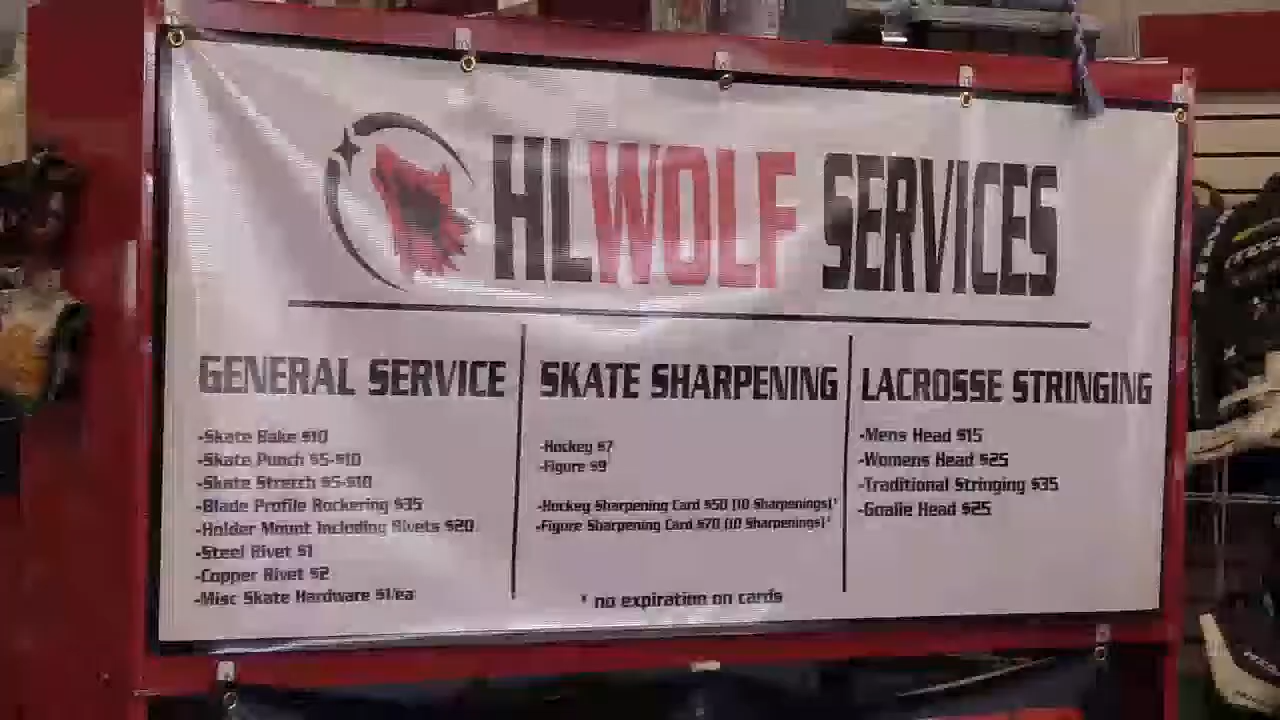 HLWOLF SERVICES
GENERAL SERVICE
-Skate Bake $10
-Skate Punch $5-$10
-Skate Stretch $5-$10
-Blade Profile Rockering $35
-Holder Mount Including Rivets $20
-Steel Rivet $1
-Copper Rivet $2
-Misc Skate Hardware $1/ea
SKATE SHARPENING
-Hockey $7
-Figure $9
-Hockey Sharpening Card $50 (10 Sharpenings)*
-Figure Sharpening Card $70 (10 Sharpenings)*
* no expiration on cards
LACROSSE STRINGING
-Mens Head $15
-Womens Head $25
-Traditional Stringing $35
-Goalie Head $25